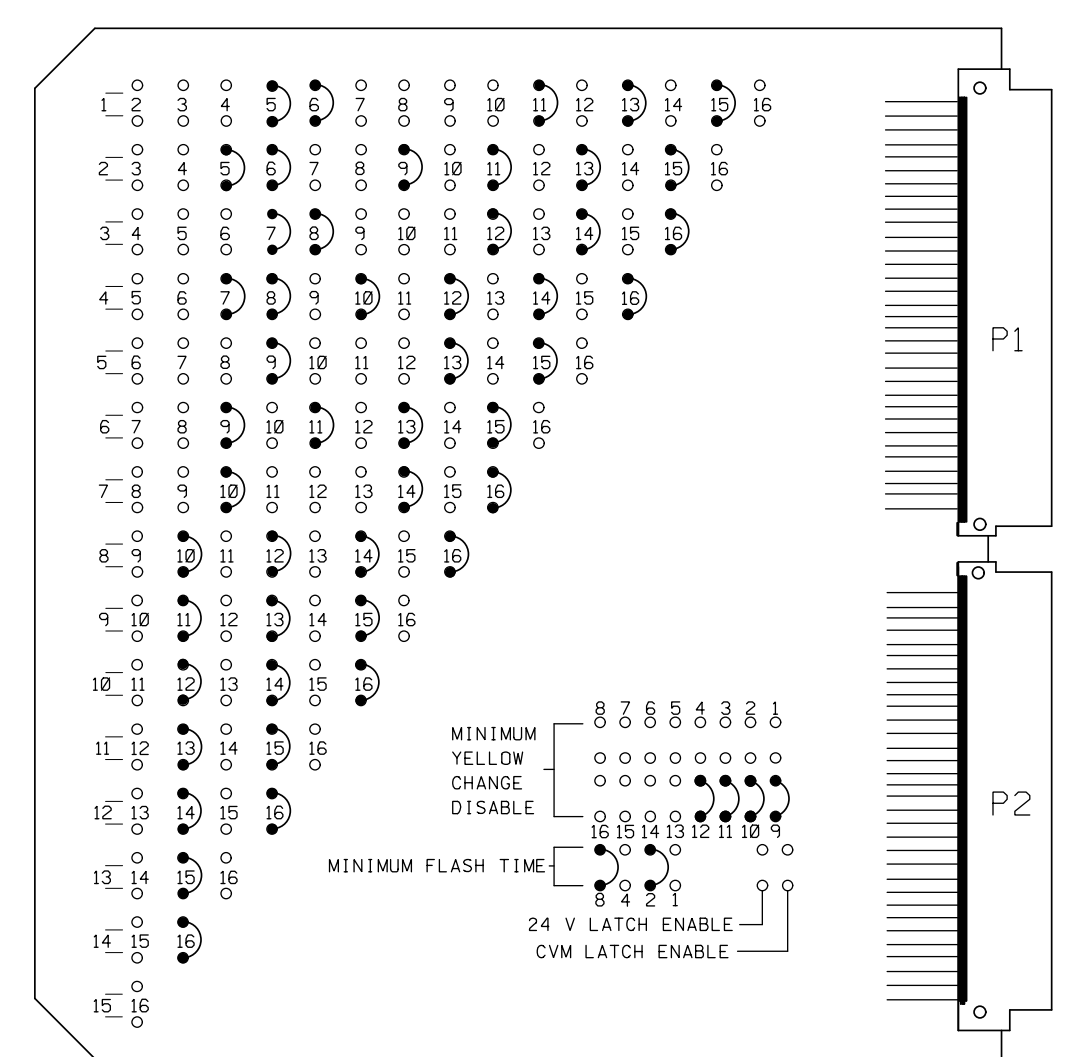 1 2 3 4 5 6 7 8 9 10 11 12 13 14 15 16
2 3 4 5 6 7 8 9 10 11 12 13 14 15 16
3 4 5 6 7 8 9 10 11 12 13 14 15 16
4 5 6 7 8 9 10 11 12 13 14 15 16
P1
5 6 7 8 9 10 11 12 13 14 15 16
6 7 8 9 10 11 12 13 14 15 16
7 8 9 10 11 12 13 14 15 16
8 9 10 11 12 13 14 15 16
9 10 11 12 13 14 15 16
10 11 12 13 14 15 16
8 7 6 5 4 3 2 1
11 12 13 14 15 16
MINIMUM
YELLOW
CHANGE
DISABLE
12 13 14 15 16
P2
16 15 14 13 12 11 10 9
MINIMUM FLASH TIME
13 14 15 16
8 4 2 1
24 V LATCH ENABLE
14 15 16
CVM LATCH ENABLE
15 16